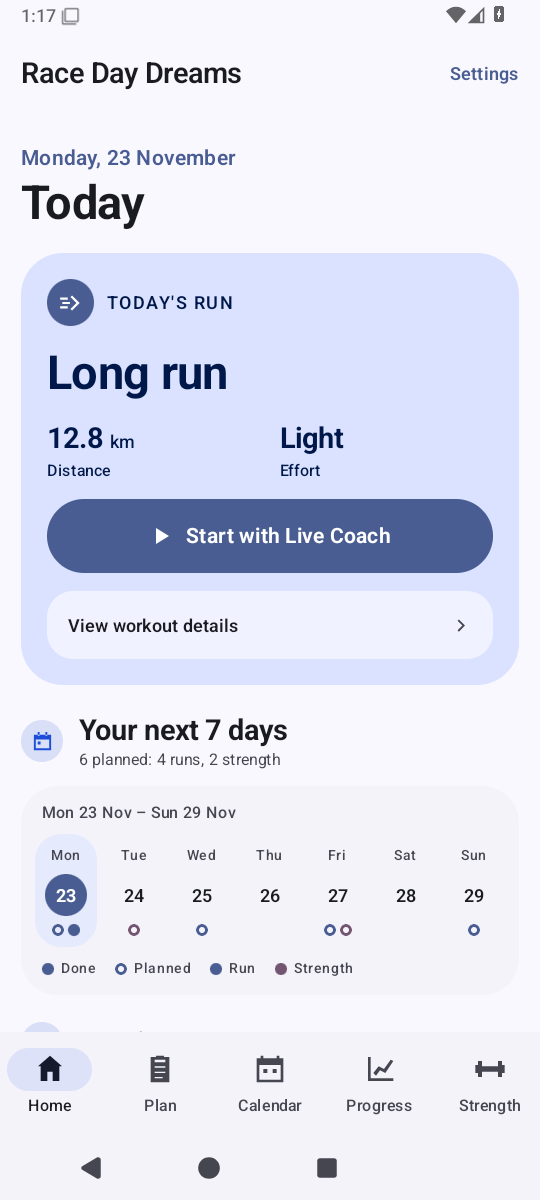 1:17
Race Day Dreams
Settings
Monday, 23 November
Today
TODAY'S RUN
Long run
12.8 km
Light
Distance
Effort
Start with Live Coach
View workout details
Your next 7 days
6 planned: 4 runs, 2 strength
Mon 23 Nov – Sun 29 Nov
Mon Tue Wed Thu Fri Sat Sun
23 24 25 26 27 28 29
Done Planned Run Strength
Home Plan Calendar Progress Strength